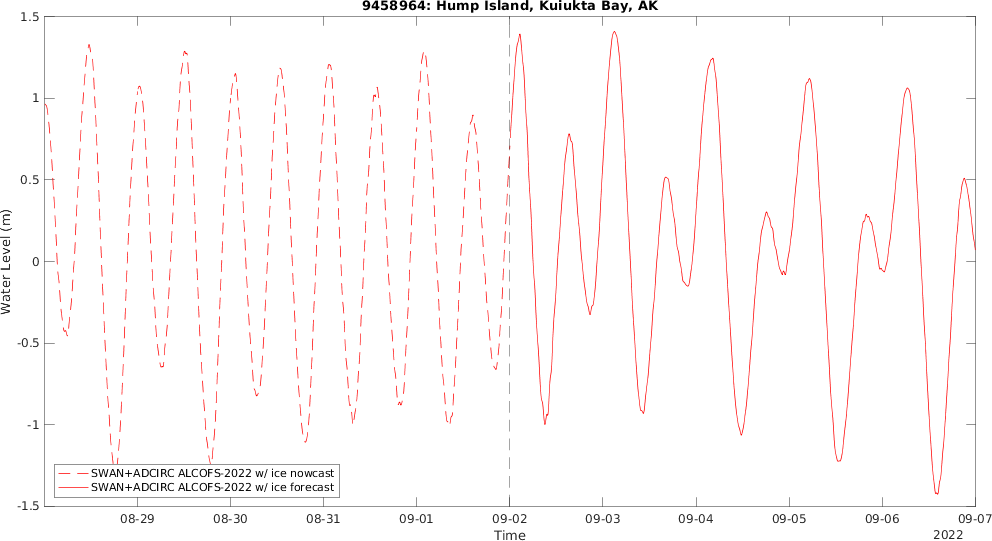 9458964: Hump Island, Kuiukta Bay, AK
1.5
1
0.5
0
-0.5
-1
-1.5
Water Level (m)
SWAN+ADCIRC ALCOFS-2022 w/ ice nowcast
SWAN+ADCIRC ALCOFS-2022 w/ ice forecast
08-29 08-30 08-31 09-01 09-02 09-03 09-04 09-05 09-06 09-07
Time
2022